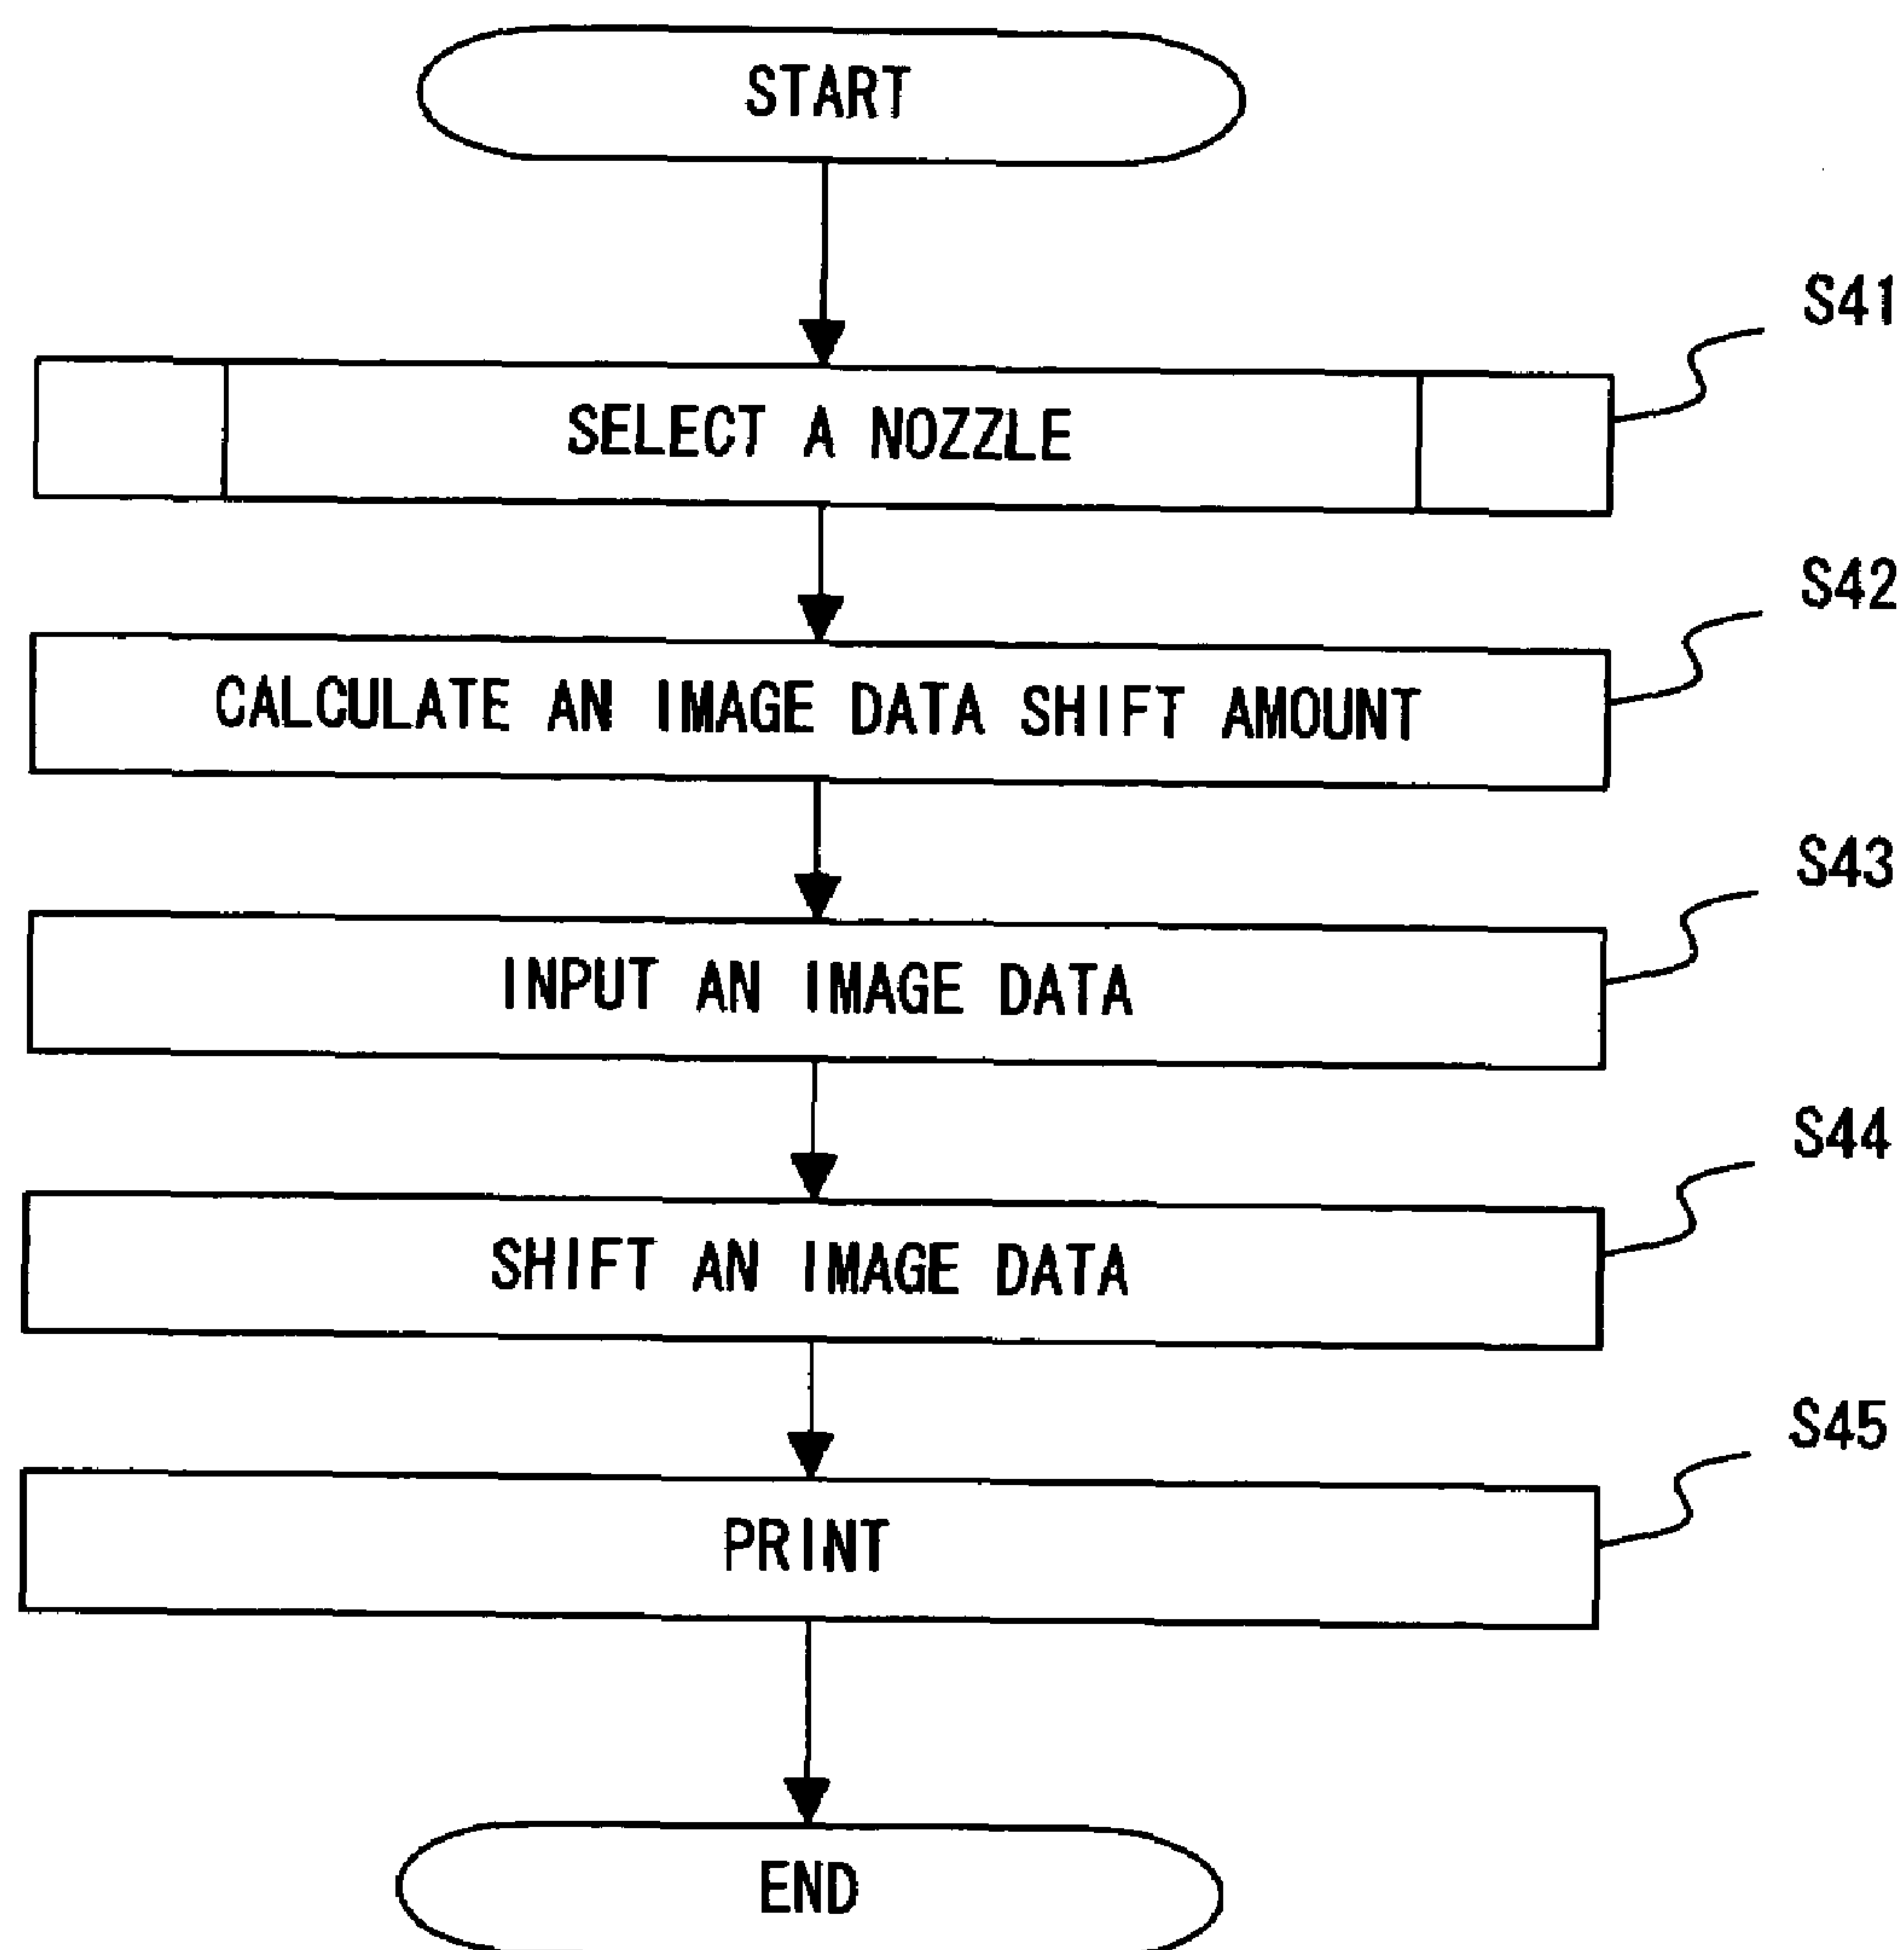 START
S41
SELECT A NOZZLE
S42
CALCULATE AN IMAGE DATA SHIFT AMOUNT
S43
INPUT AN IMAGE DATA
S44
SHIFT AN IMAGE DATA
S45
PRINT
END